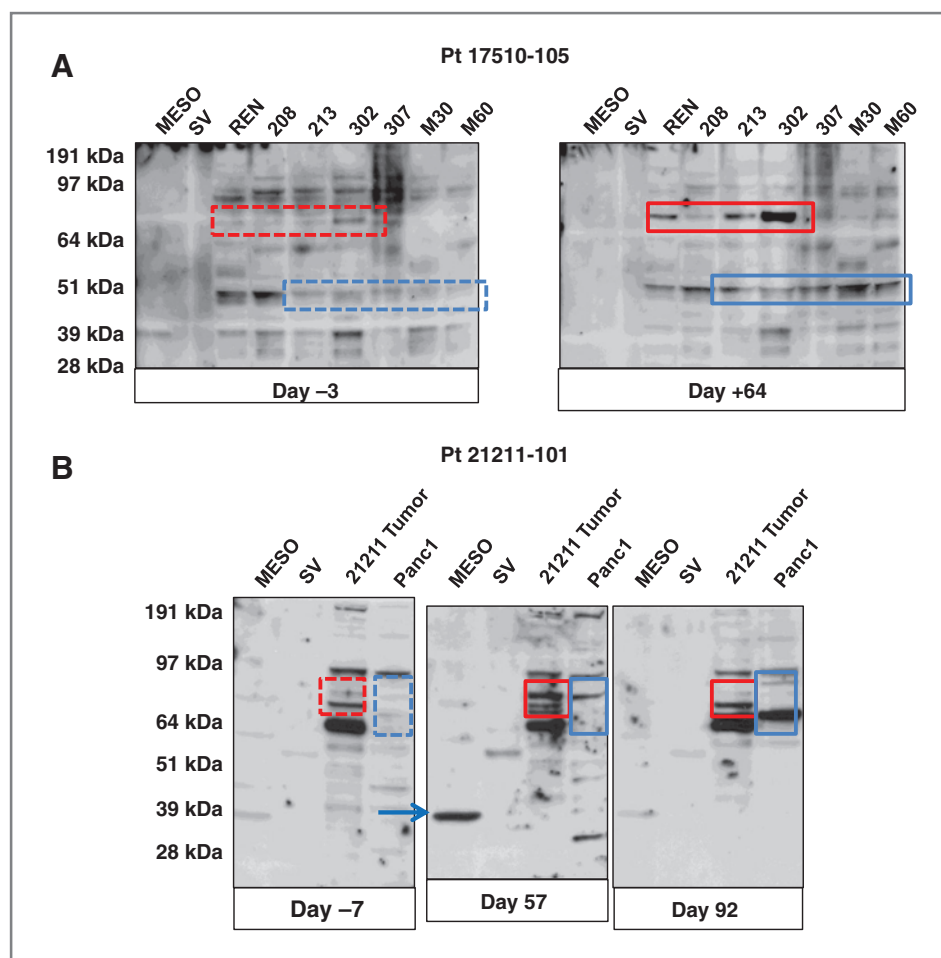 A
Pt 17510-105
MESO SV REN 208 213 302 307 M30 M60
MESO SV REN 208 213 302 307 M30 M60
191 kDa
97 kDa
64 kDa
51 kDa
39 kDa
28 kDa
Day –3
Day +64
B
Pt 21211-101
MESO SV 21211 Tumor Panc1
MESO SV 21211 Tumor Panc1
MESO SV 21211 Tumor Panc1
191 kDa
97 kDa
64 kDa
51 kDa
39 kDa
28 kDa
Day –7
Day 57
Day 92